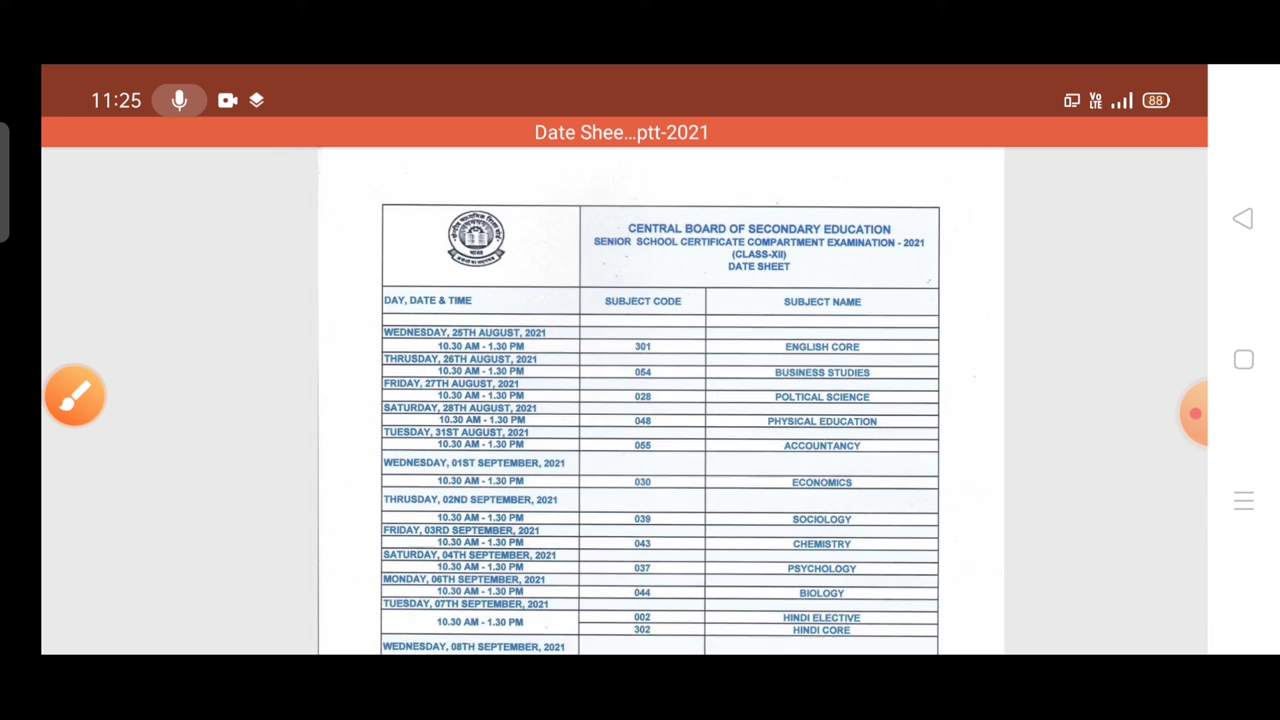 11:25
Vo LTE
88
Date Shee...ptt-2021
CENTRAL BOARD OF SECONDARY EDUCATION
SENIOR SCHOOL CERTIFICATE COMPARTMENT EXAMINATION - 2021
(CLASS-XII)
DATE SHEET
DAY, DATE & TIME SUBJECT CODE SUBJECT NAME
WEDNESDAY, 25TH AUGUST, 2021
10.30 AM - 1.30 PM 301 ENGLISH CORE
THRUSDAY, 26TH AUGUST, 2021
10.30 AM - 1.30 PM 054 BUSINESS STUDIES
FRIDAY, 27TH AUGUST, 2021
10.30 AM - 1.30 PM 028 POLTICAL SCIENCE
SATURDAY, 28TH AUGUST, 2021
10.30 AM - 1.30 PM 048 PHYSICAL EDUCATION
TUESDAY, 31ST AUGUST, 2021
10.30 AM - 1.30 PM 055 ACCOUNTANCY
WEDNESDAY, 01ST SEPTEMBER, 2021
10.30 AM - 1.30 PM 030 ECONOMICS
THRUSDAY, 02ND SEPTEMBER, 2021
10.30 AM - 1.30 PM 039 SOCIOLOGY
FRIDAY, 03RD SEPTEMBER, 2021
10.30 AM - 1.30 PM 043 CHEMISTRY
SATURDAY, 04TH SEPTEMBER, 2021
10.30 AM - 1.30 PM 037 PSYCHOLOGY
MONDAY, 06TH SEPTEMBER, 2021
10.30 AM - 1.30 PM 044 BIOLOGY
TUESDAY, 07TH SEPTEMBER, 2021
10.30 AM - 1.30 PM 002 HINDI ELECTIVE
302 HINDI CORE
WEDNESDAY, 08TH SEPTEMBER, 2021